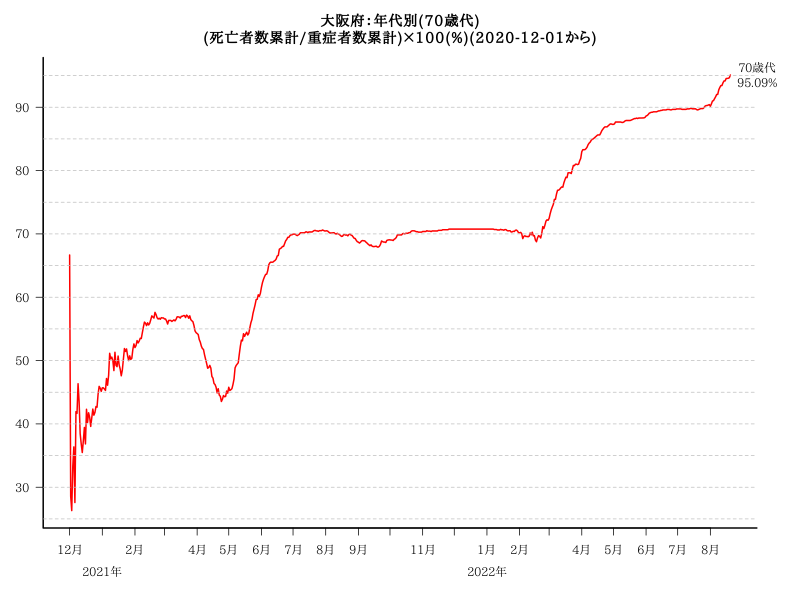 大阪府:年代別(70歳代)
(死亡者数累計/重症者数累計)×100(%)(2020-12-01から)
70歳代
95.09%
90
80
70
60
50
40
30
12月 2月 4月 5月 6月 7月 8月 9月 11月 1月 2月 4月 5月 6月 7月 8月
2021年 2022年